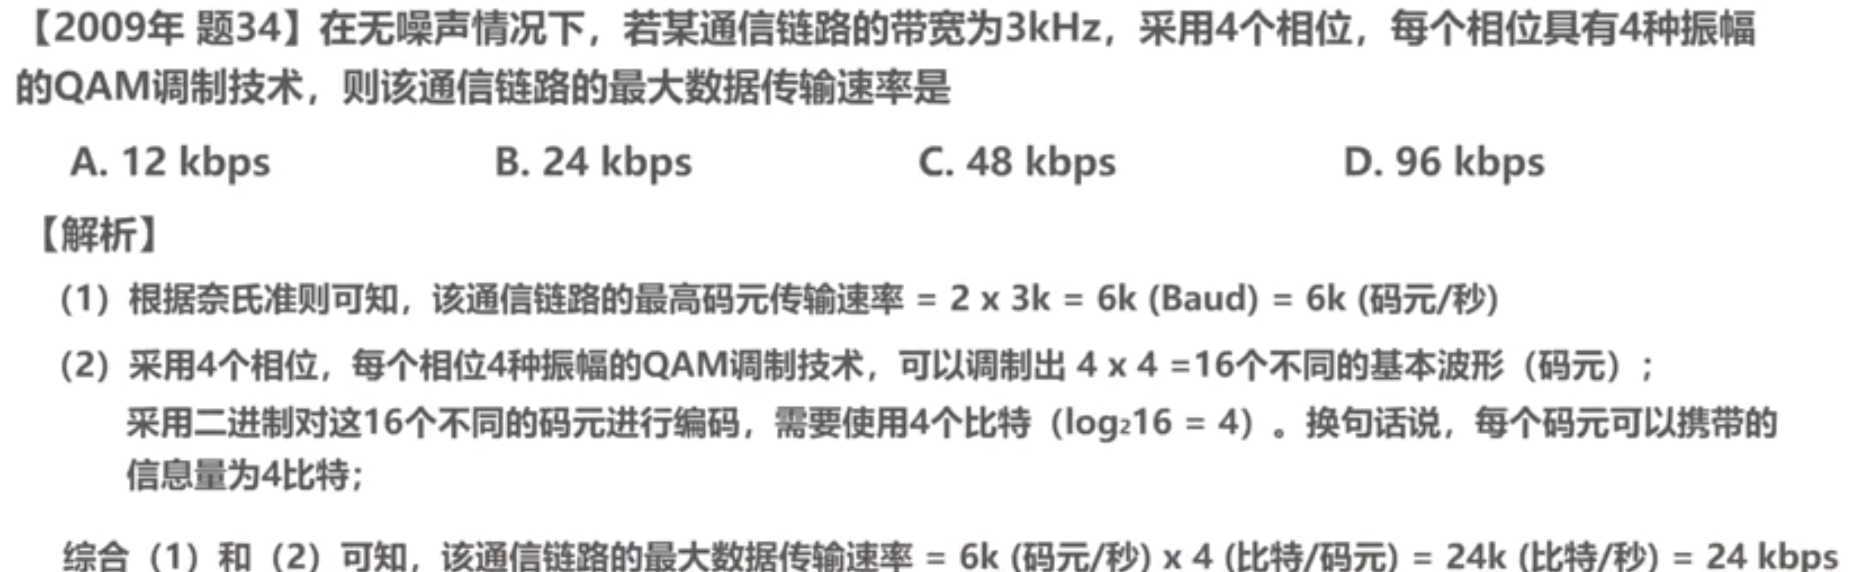 【2009年 题34】在无噪声情况下，若某通信链路的带宽为3kHz，采用4个相位，每个相位具有4种振幅
的QAM调制技术，则该通信链路的最大数据传输速率是
A. 12 kbps B. 24 kbps C. 48 kbps D. 96 kbps
【解析】
（1）根据奈氏准则可知，该通信链路的最高码元传输速率 = 2 x 3k = 6k (Baud) = 6k (码元/秒)
（2）采用4个相位，每个相位4种振幅的QAM调制技术，可以调制出 4 x 4 =16个不同的基本波形（码元）；
采用二进制对这16个不同的码元进行编码，需要使用4个比特（log₂16 = 4）。换句话说，每个码元可以携带的
信息量为4比特；
综合（1）和（2）可知，该通信链路的最大数据传输速率 = 6k (码元/秒) x 4 (比特/码元) = 24k (比特/秒) = 24 kbps